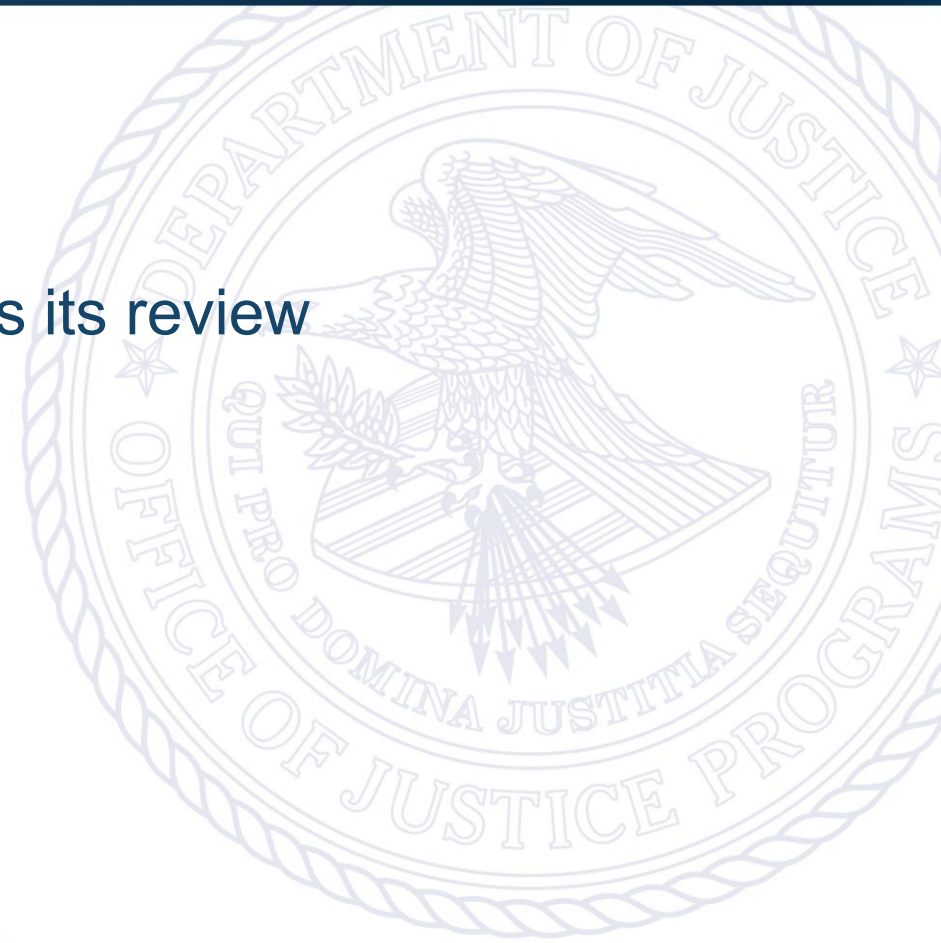 s its review
DEPARTMENT OF JUSTICE
QUI PRO DOMINA JUSTITIA SEQUITUR
OFFICE OF JUSTICE PROGRAMS